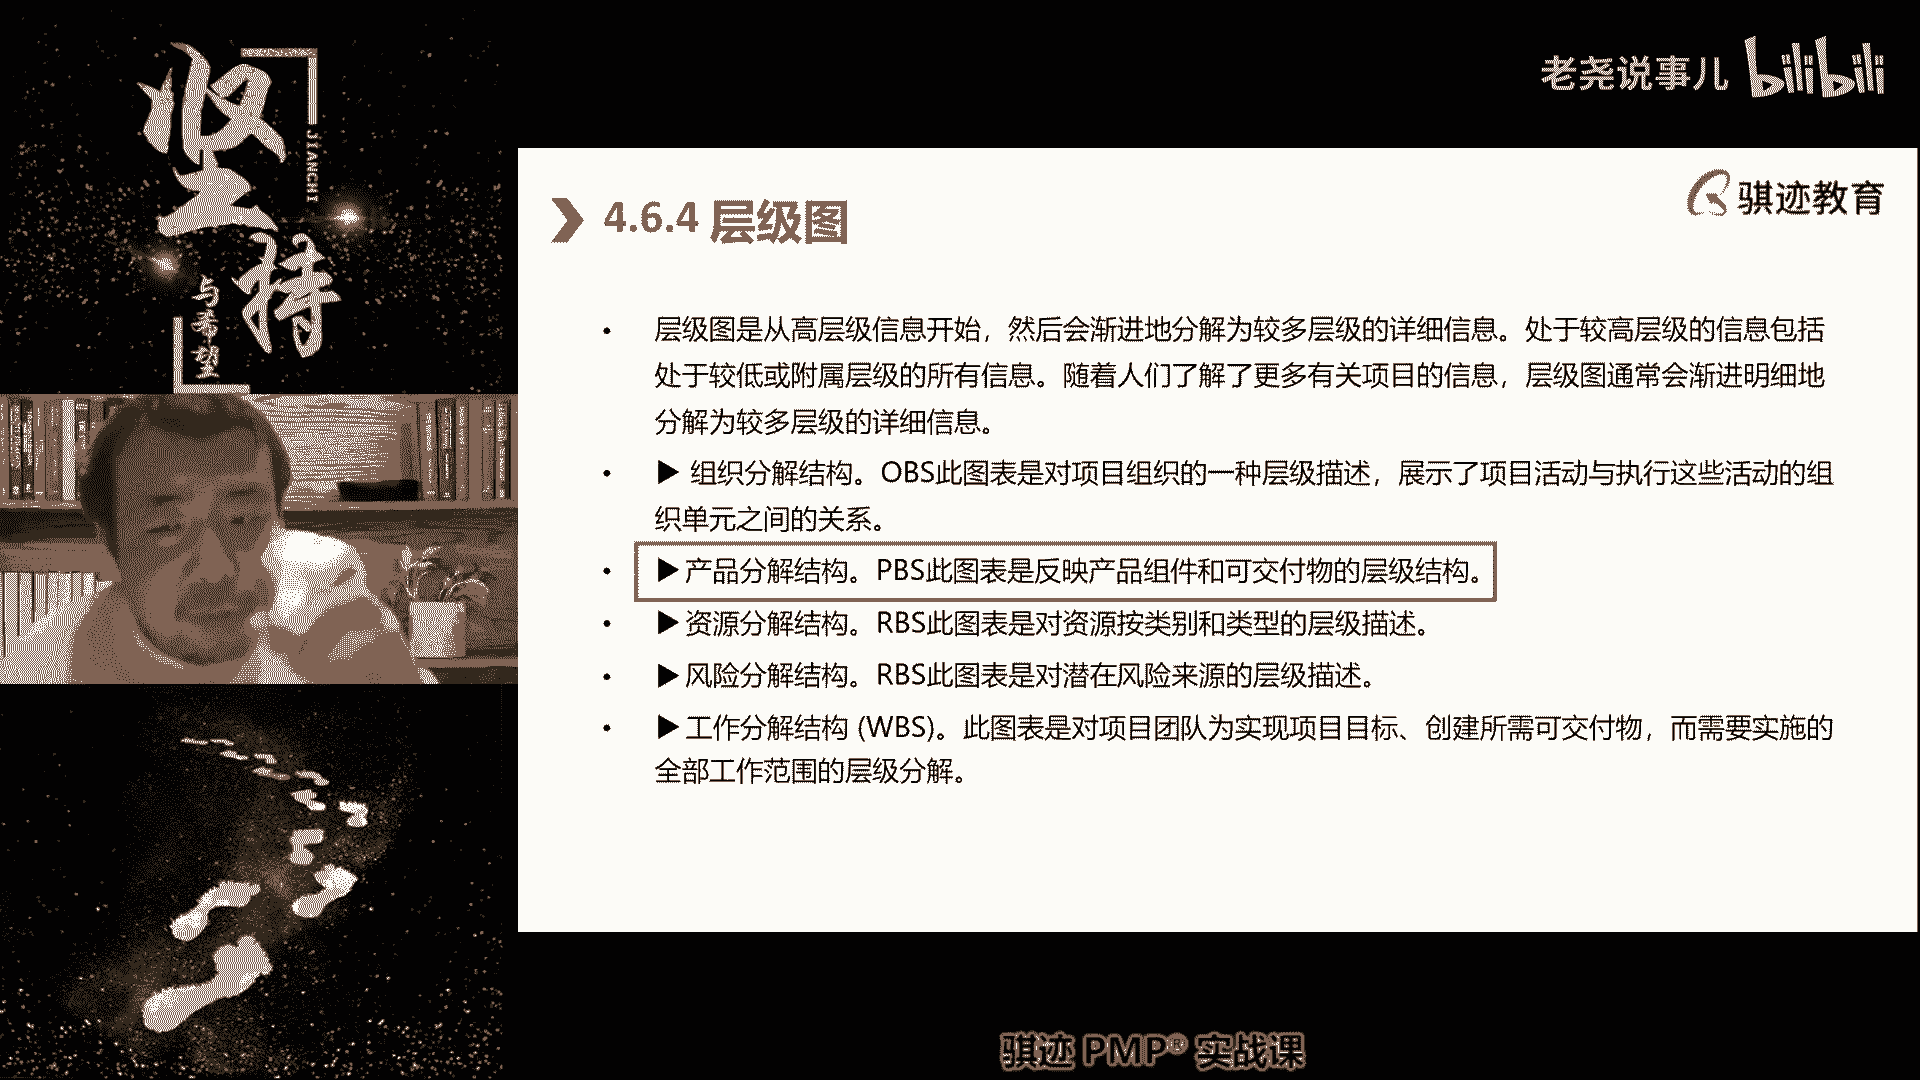 坚持
JIANCHI
与希望
老尧说事儿 bilibili
骐迹教育
4.6.4 层级图
• 层级图是从高层级信息开始，然后会渐进地分解为较多层级的详细信息。处于较高层级的信息包括
处于较低或附属层级的所有信息。随着人们了解了更多有关项目的信息，层级图通常会渐进明细地
分解为较多层级的详细信息。
• ▶ 组织分解结构。OBS此图表是对项目组织的一种层级描述，展示了项目活动与执行这些活动的组
织单元之间的关系。
• ▶产品分解结构。PBS此图表是反映产品组件和可交付物的层级结构。
• ▶资源分解结构。RBS此图表是对资源按类别和类型的层级描述。
• ▶风险分解结构。RBS此图表是对潜在风险来源的层级描述。
• ▶工作分解结构 (WBS)。此图表是对项目团队为实现项目目标、创建所需可交付物，而需要实施的
全部工作范围的层级分解。
骐迹 PMP® 实战课